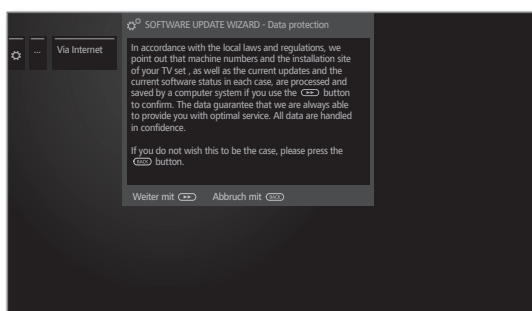 SOFTWARE UPDATE WIZARD - Data protection
... Via Internet
In accordance with the local laws and regulations, we
point out that machine numbers and the installation site
of your TV set , as well as the current updates and the
current software status in each case, are processed and
saved by a computer system if you use the button
to confirm. The data guarantee that we are always able
to provide you with optimal service. All data are handled
in confidence.
If you do not wish this to be the case, please press the
BACK button.
Weiter mit Abbruch mit BACK